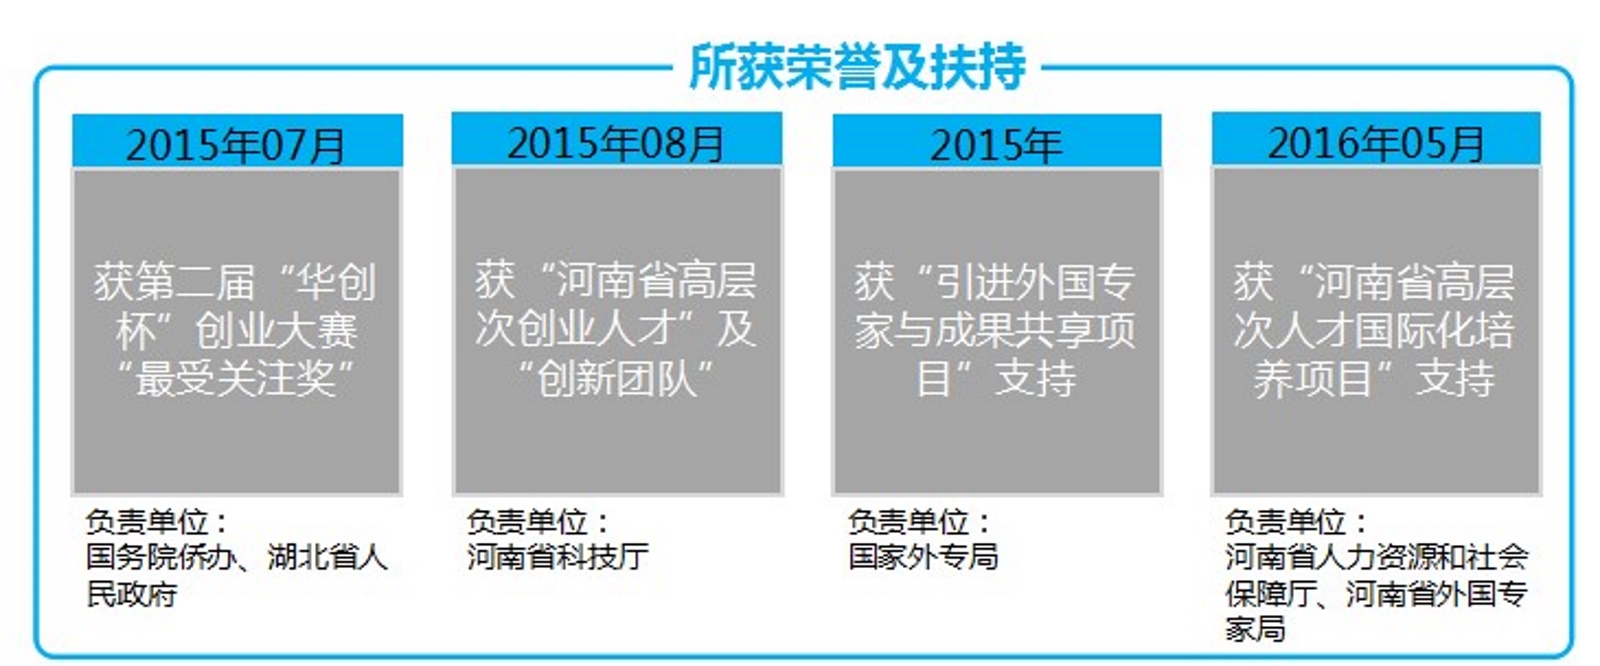 所获荣誉及扶持
2015年07月
获第二届“华创
杯”创业大赛
“最受关注奖”
负责单位：
国务院侨办、湖北省人
民政府
2015年08月
获“河南省高层
次创业人才”及
“创新团队”
负责单位：
河南省科技厅
2015年
获“引进外国专
家与成果共享项
目”支持
负责单位：
国家外专局
2016年05月
获“河南省高层
次人才国际化培
养项目”支持
负责单位：
河南省人力资源和社会
保障厅、河南省外国专
家局